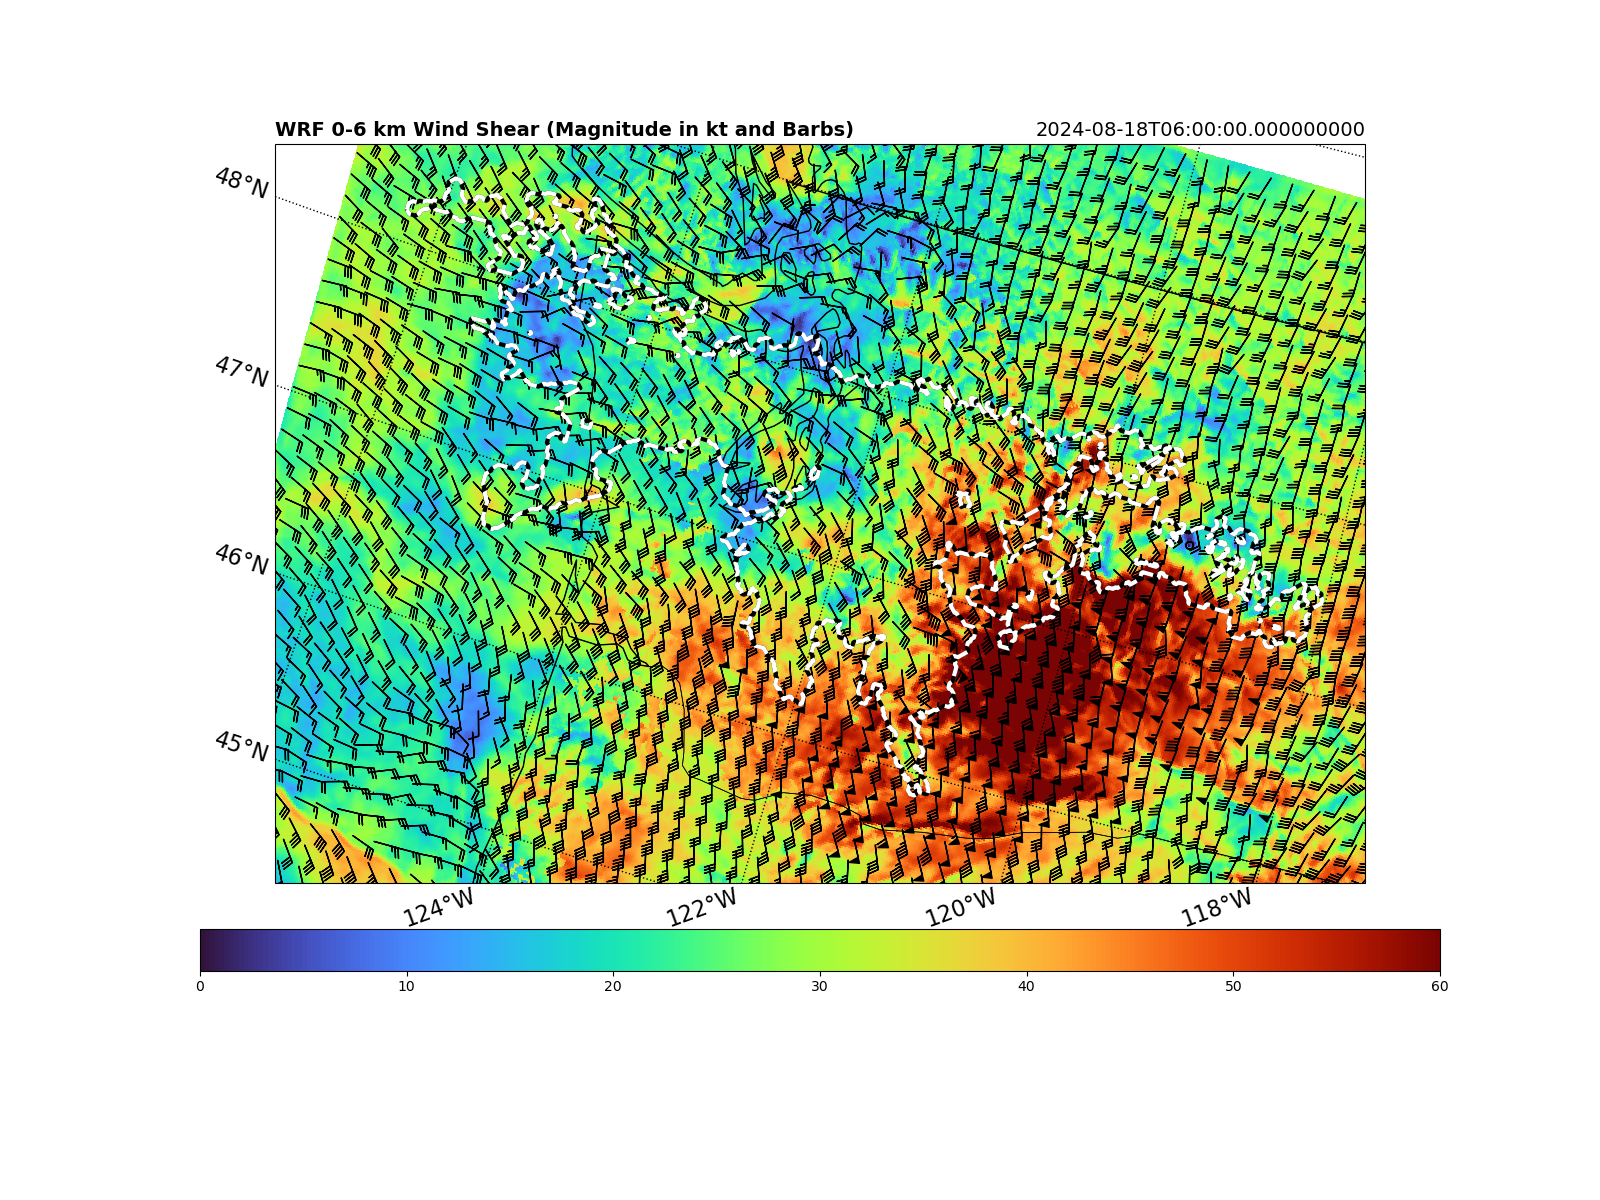 WRF 0-6 km Wind Shear (Magnitude in kt and Barbs)
2024-08-18T06:00:00.000000000
48°N
47°N
46°N
45°N
124°W
122°W
120°W
118°W
0
10
20
30
40
50
60